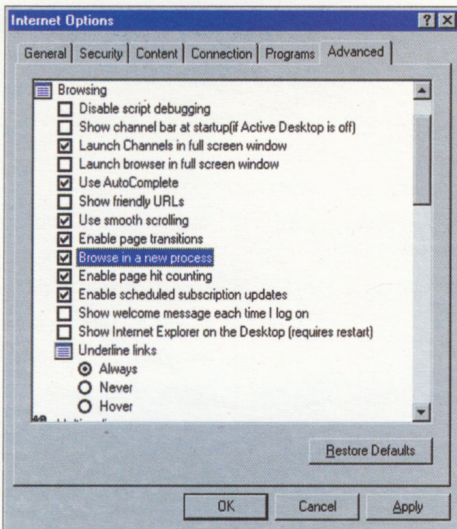 Internet Options
General Security Content Connection Programs Advanced
Browsing
Disable script debugging
Show channel bar at startup(if Active Desktop is off)
Launch Channels in full screen window
Launch browser in full screen window
Use AutoComplete
Show friendly URLs
Use smooth scrolling
Enable page transitions
Browse in a new process
Enable page hit counting
Enable scheduled subscription updates
Show welcome message each time I log on
Show Internet Explorer on the Desktop (requires restart)
Underline links
Always
Never
Hover
Restore Defaults
OK Cancel Apply